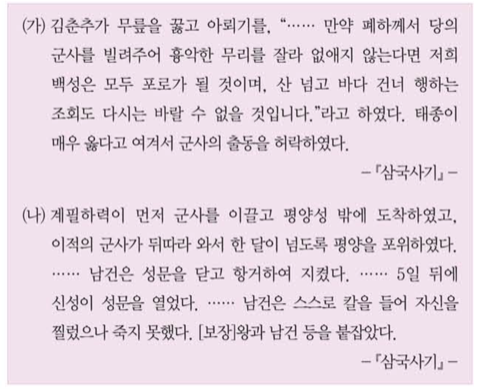 (가) 김춘추가 무릎을 꿇고 아뢰기를, “…… 만약 폐하께서 당의
군사를 빌려주어 흉악한 무리를 잘라 없애지 않는다면 저희
백성은 모두 포로가 될 것이며, 산 넘고 바다 건너 행하는
조회도 다시는 바랄 수 없을 것입니다.”라고 하였다. 태종이
매우 옳다고 여겨서 군사의 출동을 허락하였다.
－『삼국사기』－
(나) 계필하력이 먼저 군사를 이끌고 평양성 밖에 도착하였고,
이적의 군사가 뒤따라 와서 한 달이 넘도록 평양을 포위하였다.
…… 남건은 성문을 닫고 항거하여 지켰다. …… 5일 뒤에
신성이 성문을 열었다. …… 남건은 스스로 칼을 들어 자신을
찔렀으나 죽지 못했다. [보장]왕과 남건 등을 붙잡았다.
－『삼국사기』－